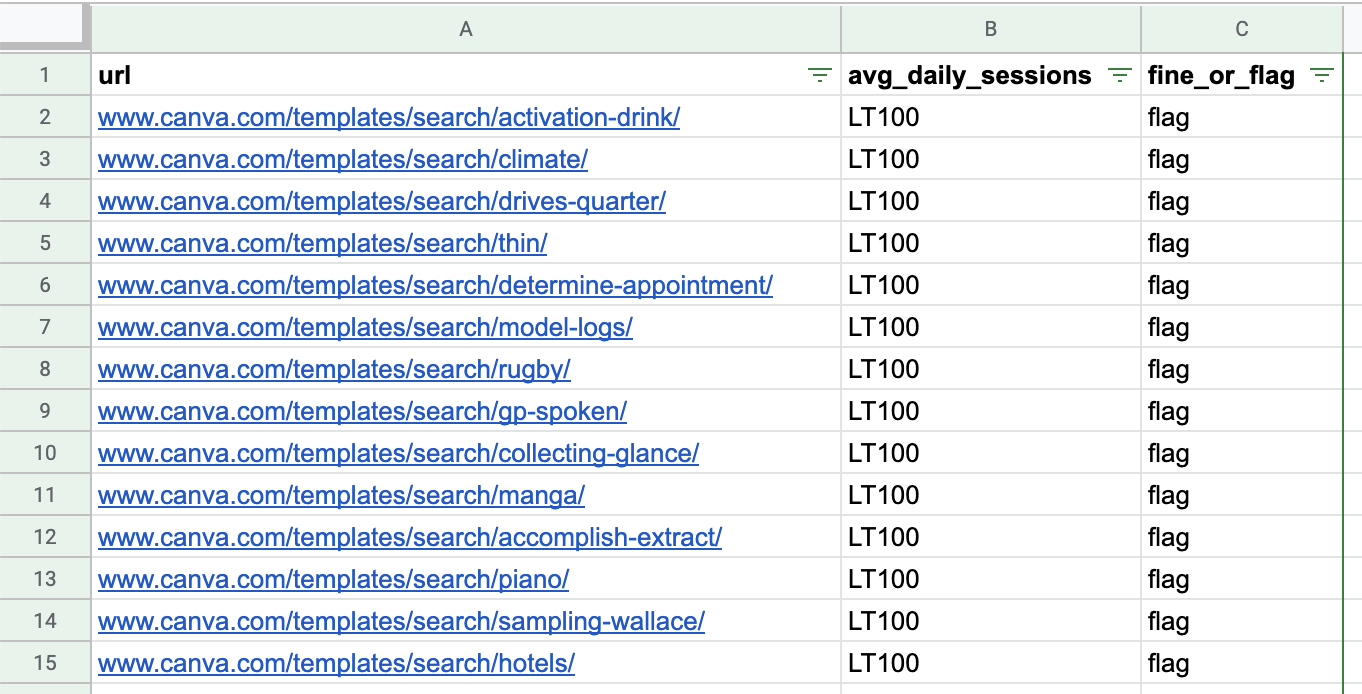 A B C
1 url avg_daily_sessions fine_or_flag
2 www.canva.com/templates/search/activation-drink/ LT100 flag
3 www.canva.com/templates/search/climate/ LT100 flag
4 www.canva.com/templates/search/drives-quarter/ LT100 flag
5 www.canva.com/templates/search/thin/ LT100 flag
6 www.canva.com/templates/search/determine-appointment/ LT100 flag
7 www.canva.com/templates/search/model-logs/ LT100 flag
8 www.canva.com/templates/search/rugby/ LT100 flag
9 www.canva.com/templates/search/gp-spoken/ LT100 flag
10 www.canva.com/templates/search/collecting-glance/ LT100 flag
11 www.canva.com/templates/search/manga/ LT100 flag
12 www.canva.com/templates/search/accomplish-extract/ LT100 flag
13 www.canva.com/templates/search/piano/ LT100 flag
14 www.canva.com/templates/search/sampling-wallace/ LT100 flag
15 www.canva.com/templates/search/hotels/ LT100 flag